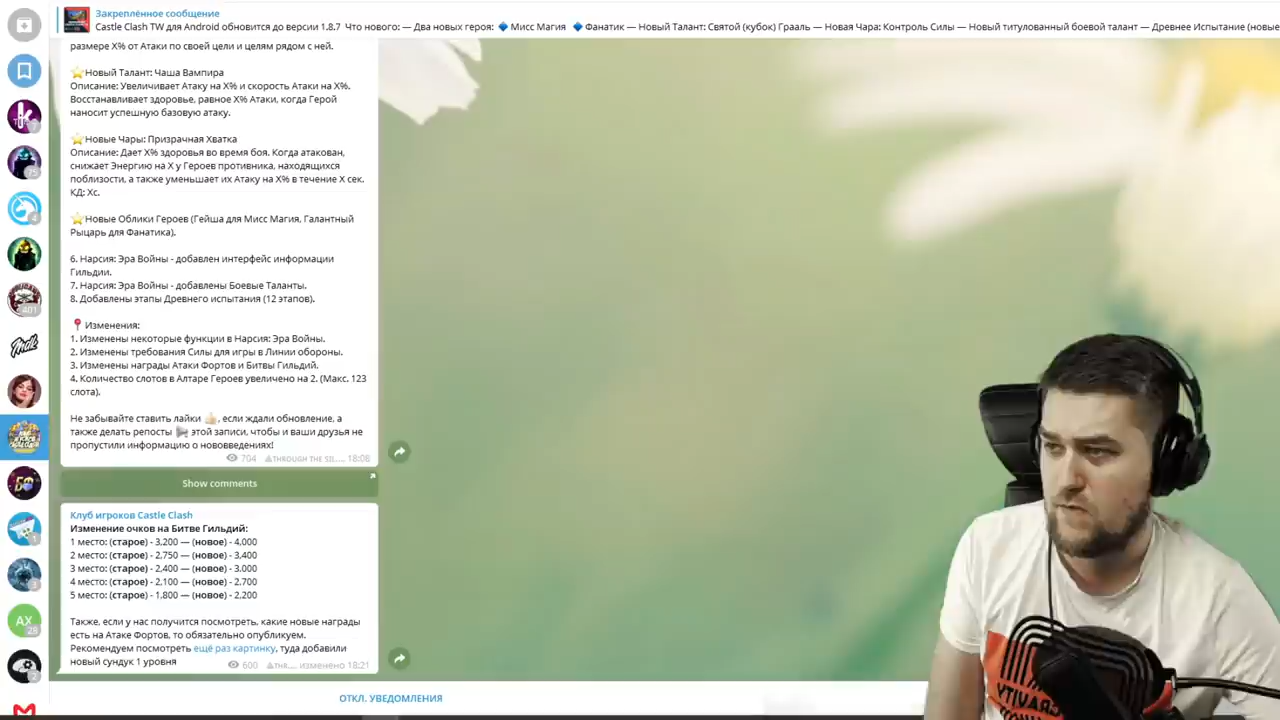 Закреплённое сообщение
Castle Clash TW для Android обновится до версии 1.8.7 Что нового: — Два новых героя: 🔷 Мисс Магия 🔷 Фанатик — Новый Талант: Святой (кубок) Грааль — Новая Чара: Контроль Силы — Новый титулованный боевой талант — Древнее Испытание (новые
размере X% от Атаки по своей цели и целям рядом с ней.
⭐Новый Талант: Чаша Вампира
Описание: Увеличивает Атаку на X% и скорость Атаки на X%.
Восстанавливает здоровье, равное X% Атаки, когда Герой
наносит успешную базовую атаку.
⭐Новые Чары: Призрачная Хватка
Описание: Дает X% здоровья во время боя. Когда атакован,
снижает Энергию на X у Героев противника, находящихся
поблизости, а также уменьшает их Атаку на X% в течение X сек.
КД: Xс.
⭐Новые Облики Героев (Гейша для Мисс Магия, Галантный
Рыцарь для Фанатика).
6. Нарсия: Эра Войны - добавлен интерфейс информации
Гильдии.
7. Нарсия: Эра Войны - добавлены Боевые Таланты.
8. Добавлены этапы Древнего испытания (12 этапов).
📍Изменения:
1. Изменены некоторые функции в Нарсия: Эра Войны.
2. Изменены требования Силы для игры в Линии обороны.
3. Изменены награды Атаки Фортов и Битвы Гильдий.
4. Количество слотов в Алтаре Героев увеличено на 2. (Макс. 123
слота).
Не забывайте ставить лайки 👍, если ждали обновление, а
также делать репосты 📢 этой записи, чтобы и ваши друзья не
пропустили информацию о нововведениях!
704 THROUGH THE SI..... 18:08
Show comments
Клуб игроков Castle Clash
Изменение очков на Битве Гильдий:
1 место: (старое) - 3,200 — (новое) - 4,000
2 место: (старое) - 2,750 — (новое) - 3,400
3 место: (старое) - 2,400 — (новое) - 3,000
4 место: (старое) - 2,100 — (новое) - 2,700
5 место: (старое) - 1,800 — (новое) - 2,200
Также, если у нас получится посмотреть, какие новые награды
есть на Атаке Фортов, то обязательно опубликуем.
Рекомендуем посмотреть ещё раз картинку, туда добавили
новый сундук 1 уровня
600 THR.... изменено 18:21
ОТКЛ. УВЕДОМЛЕНИЯ
75
4
401
1
AX
28